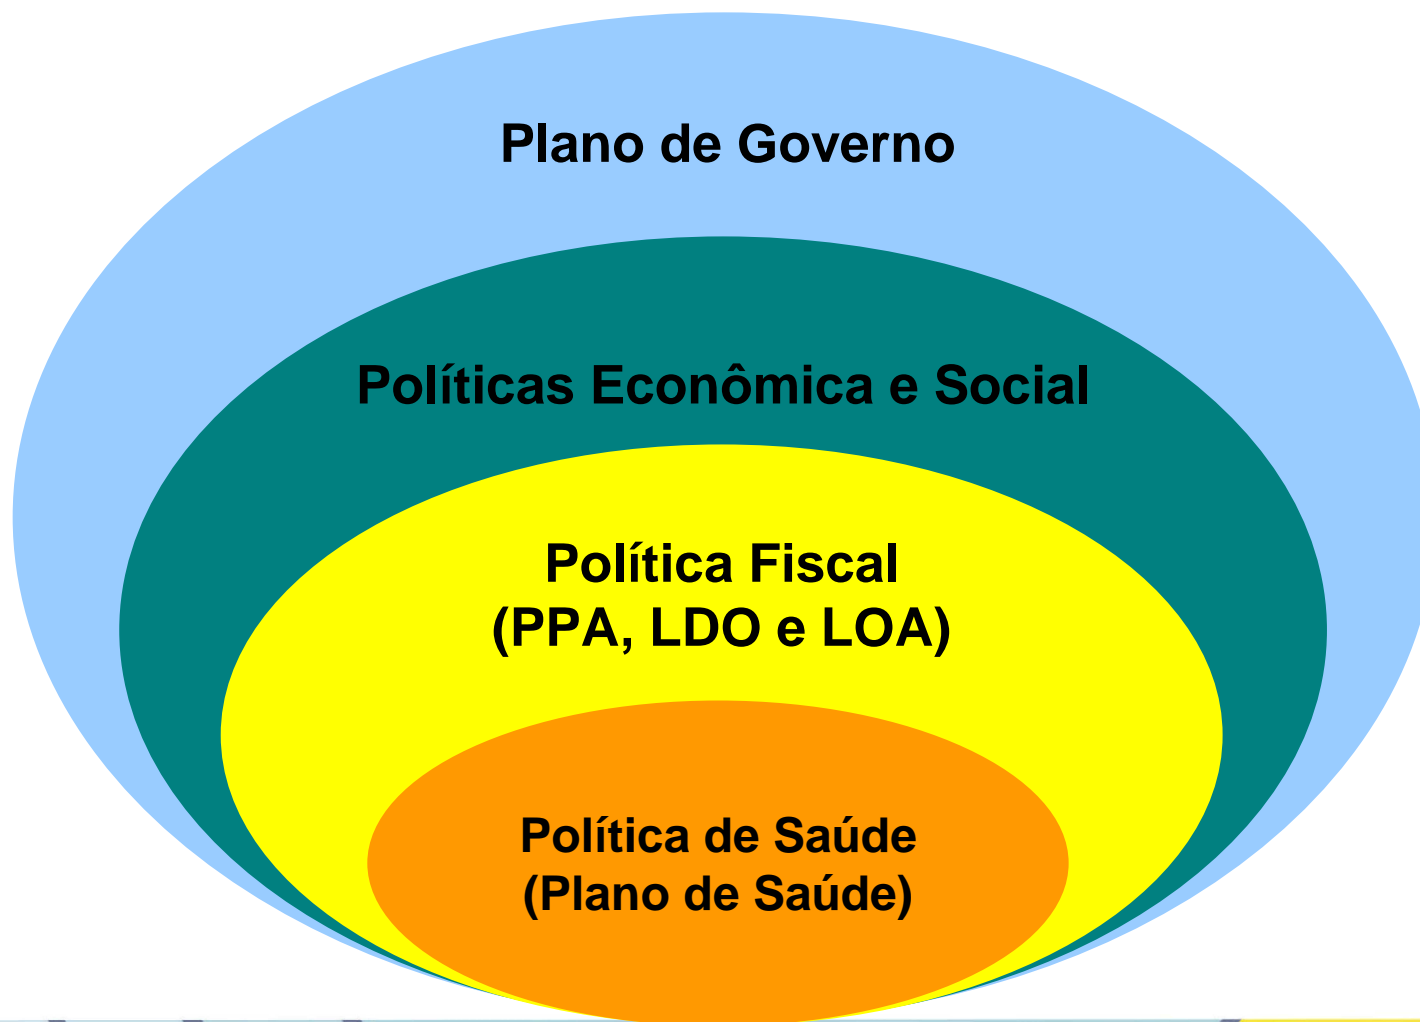 Plano de Governo
Políticas Econômica e Social
Política Fiscal
(PPA, LDO e LOA)
Política de Saúde
(Plano de Saúde)